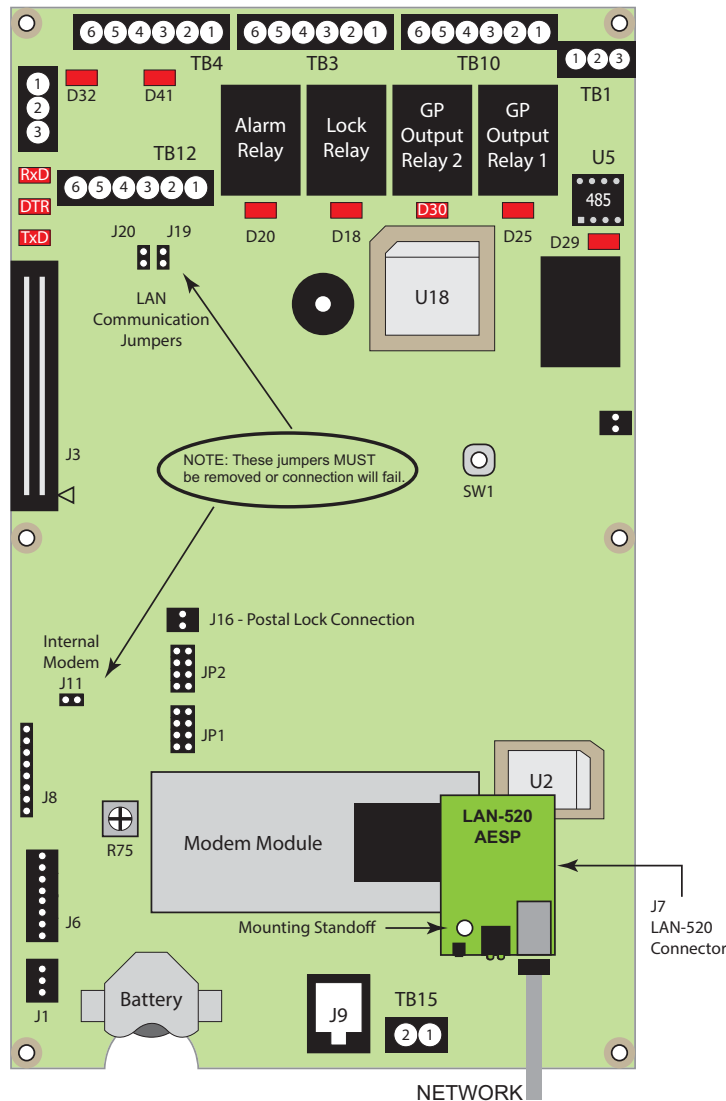 6 5 4 3 2 1
6 5 4 3 2 1
6 5 4 3 2 1
1 2 3
TB4
TB3
TB10
TB1
1
2
3
D32
D41
TB12
6 5 4 3 2 1
Alarm
Relay
Lock
Relay
GP
Output
Relay 2
GP
Output
Relay 1
U5
485
RxD
DTR
TxD
D20
D18
D30
D25
D29
J20
J19
LAN
Communication
Jumpers
U18
J3
NOTE: These jumpers MUST
be removed or connection will fail.
SW1
J16 - Postal Lock Connection
Internal
Modem
J11
JP2
JP1
J8
R75
Modem Module
U2
LAN-520
AESP
J6
Mounting Standoff
J7
LAN-520
Connector
J1
Battery
J9
TB15
2 1
NETWORK